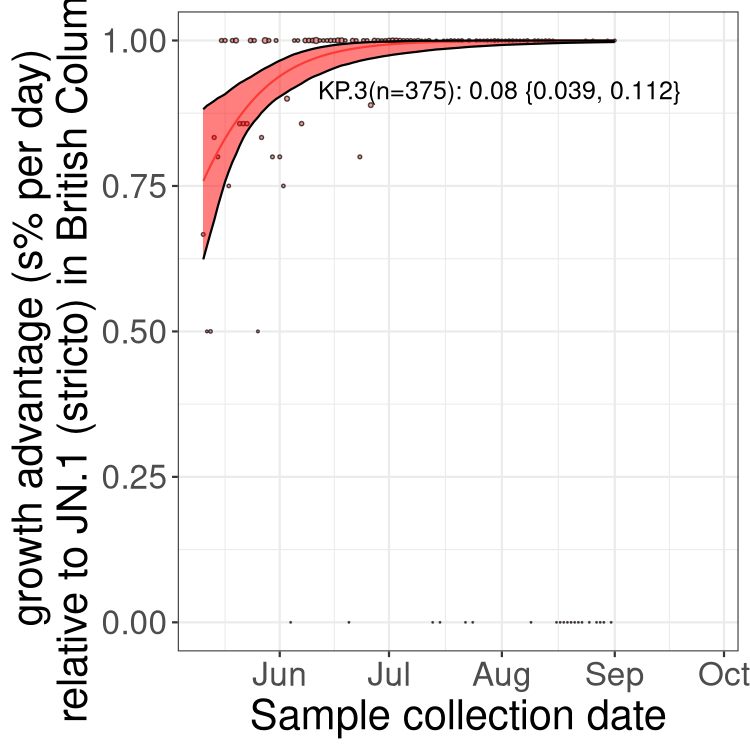 growth advantage (s% per day)
relative to JN.1 (stricto) in British Colum
1.00
0.75
0.50
0.25
0.00
KP.3(n=375): 0.08 {0.039, 0.112}
Jun Jul Aug Sep Oct
Sample collection date